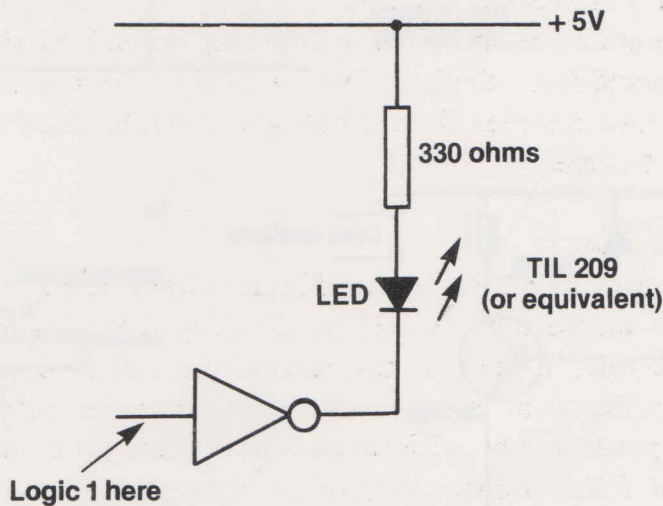 + 5V
330 ohms
LED
TIL 209
(or equivalent)
Logic 1 here